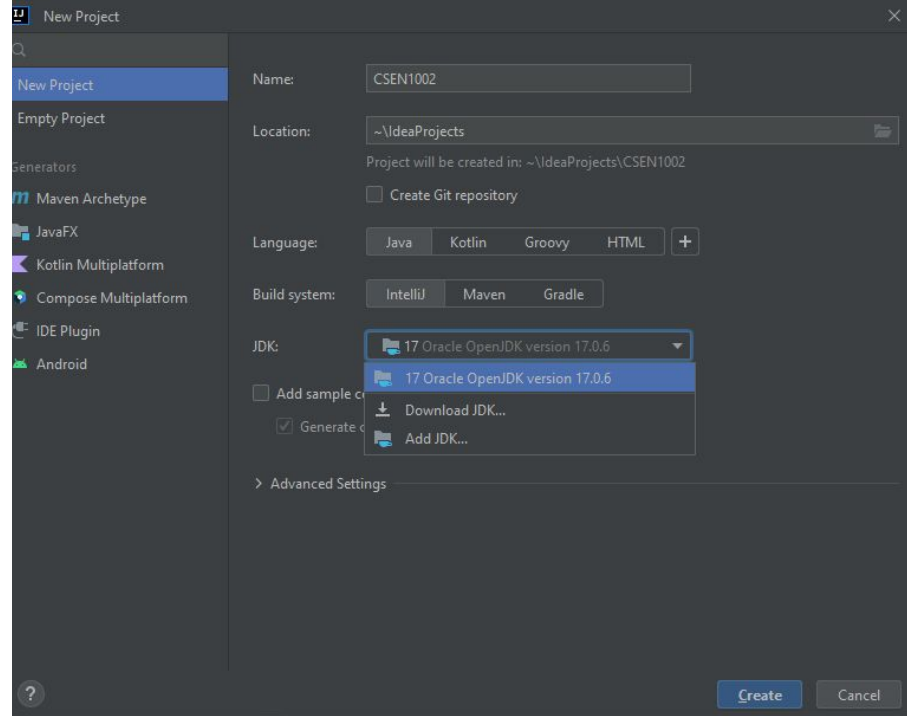 New Project
New Project
Empty Project
Generators
Maven Archetype
JavaFX
Kotlin Multiplatform
Compose Multiplatform
IDE Plugin
Android
Name: CSEN1002
Location: ~\IdeaProjects
Project will be created in: ~\IdeaProjects\CSEN1002
Create Git repository
Language: Java Kotlin Groovy HTML +
Build system: IntelliJ Maven Gradle
JDK: 17 Oracle OpenJDK version 17.0.6
17 Oracle OpenJDK version 17.0.6
Add sample
Download JDK...
Generate
Add JDK...
Advanced Settings
? Create Cancel